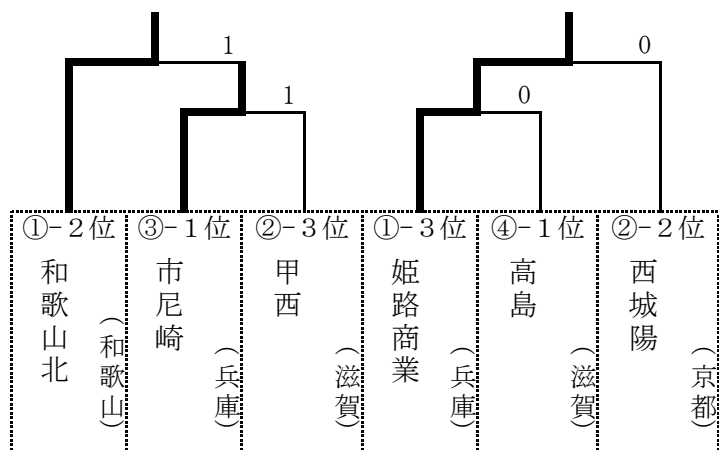 1
0
1
0
①-2位
和歌山北
(和歌山)
③-1位
市尼崎
(兵庫)
②-3位
甲西
(滋賀)
①-3位
姫路商業
(兵庫)
④-1位
高島
(滋賀)
②-2位
西城陽
(京都)